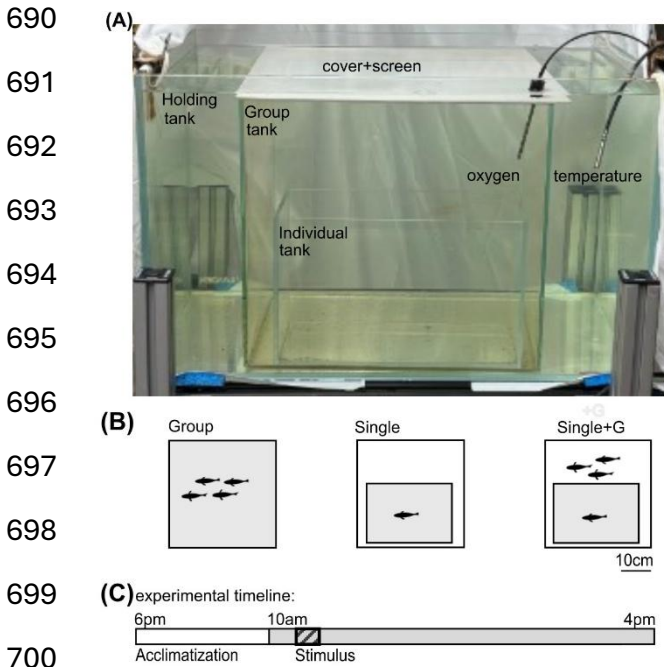 690
(A)
cover+screen
691
Holding
tank
Group
tank
692
oxygen
temperature
693
Individual
tank
694
695
696
+G
(B)
Group
Single
Single+G
697
698
10cm
699
(C) experimental timeline:
6pm
10am
4pm
700
Acclimatization
Stimulus